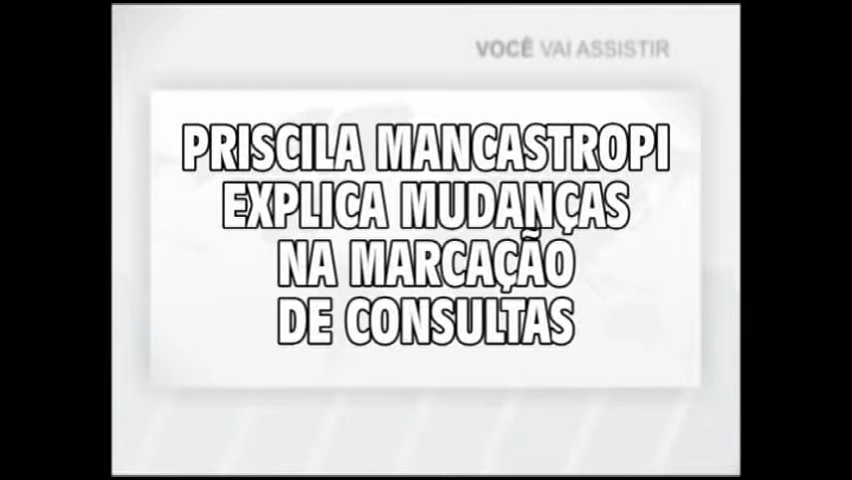 VOCÊ VAI ASSISTIR
PRISCILA MANCASTROPI
EXPLICA MUDANÇAS
NA MARCAÇÃO
DE CONSULTAS